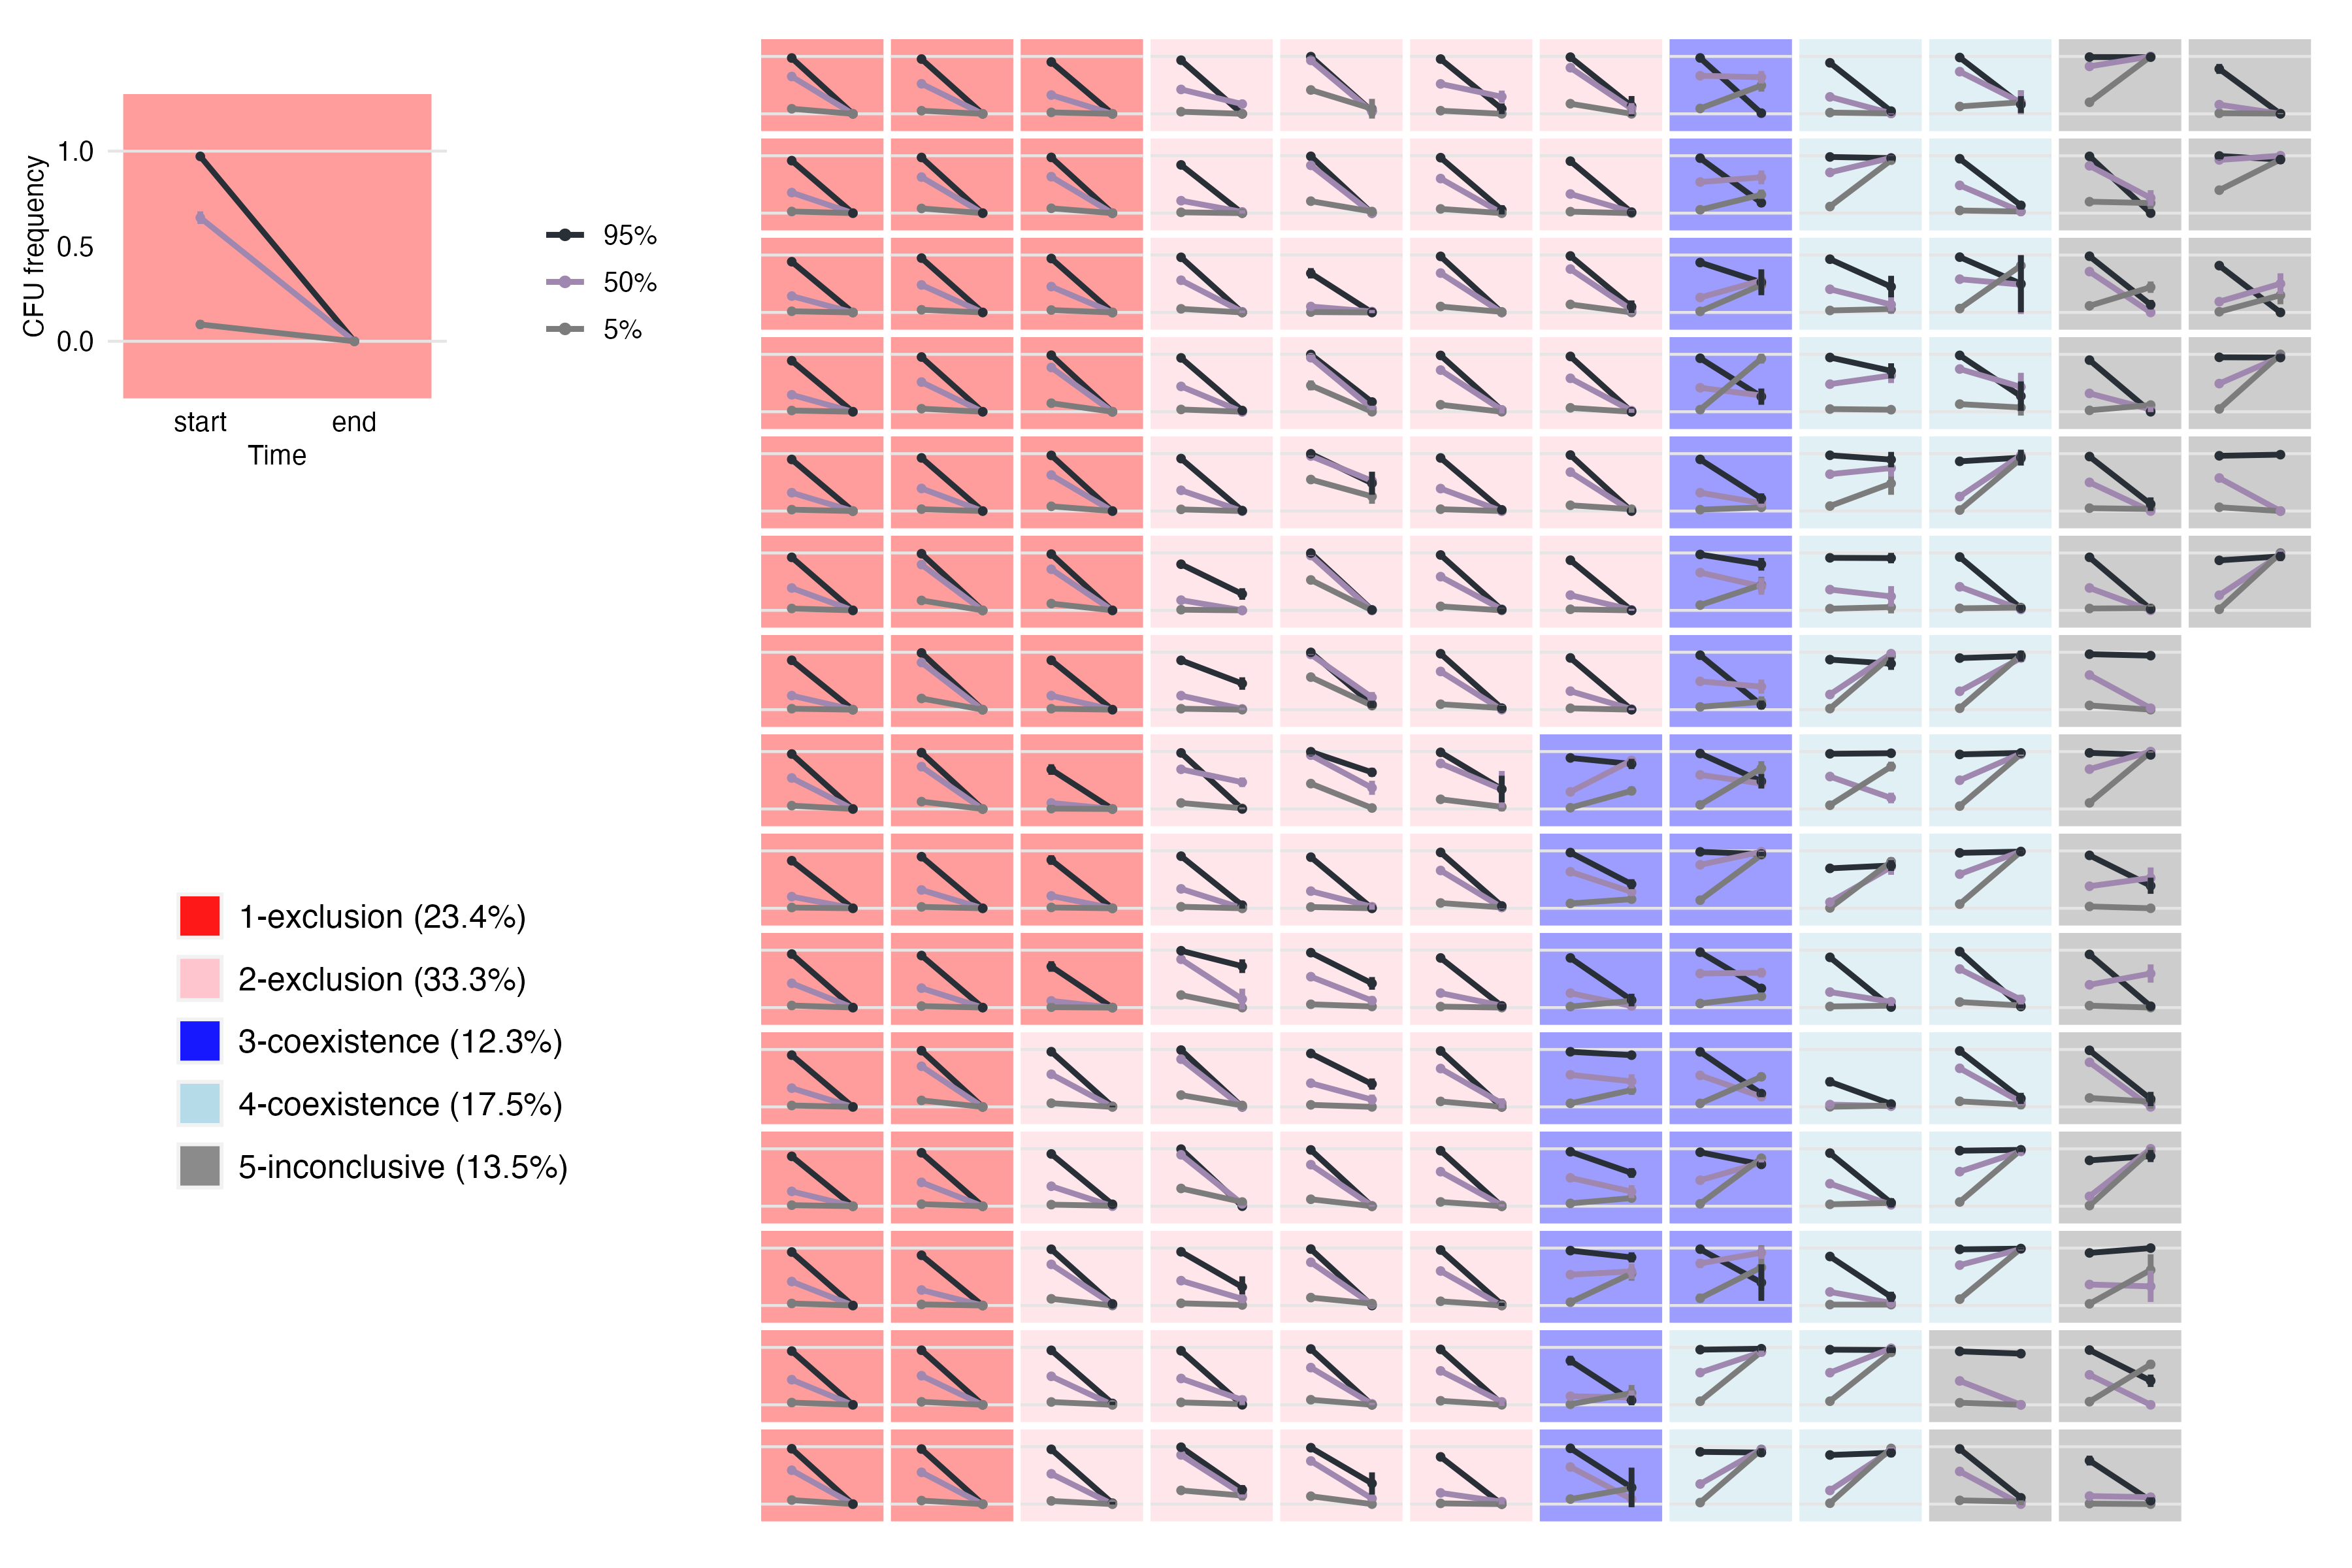 CFU frequency
1.0
0.5
0.0
start end
Time
95%
50%
5%
1-exclusion (23.4%)
2-exclusion (33.3%)
3-coexistence (12.3%)
4-coexistence (17.5%)
5-inconclusive (13.5%)